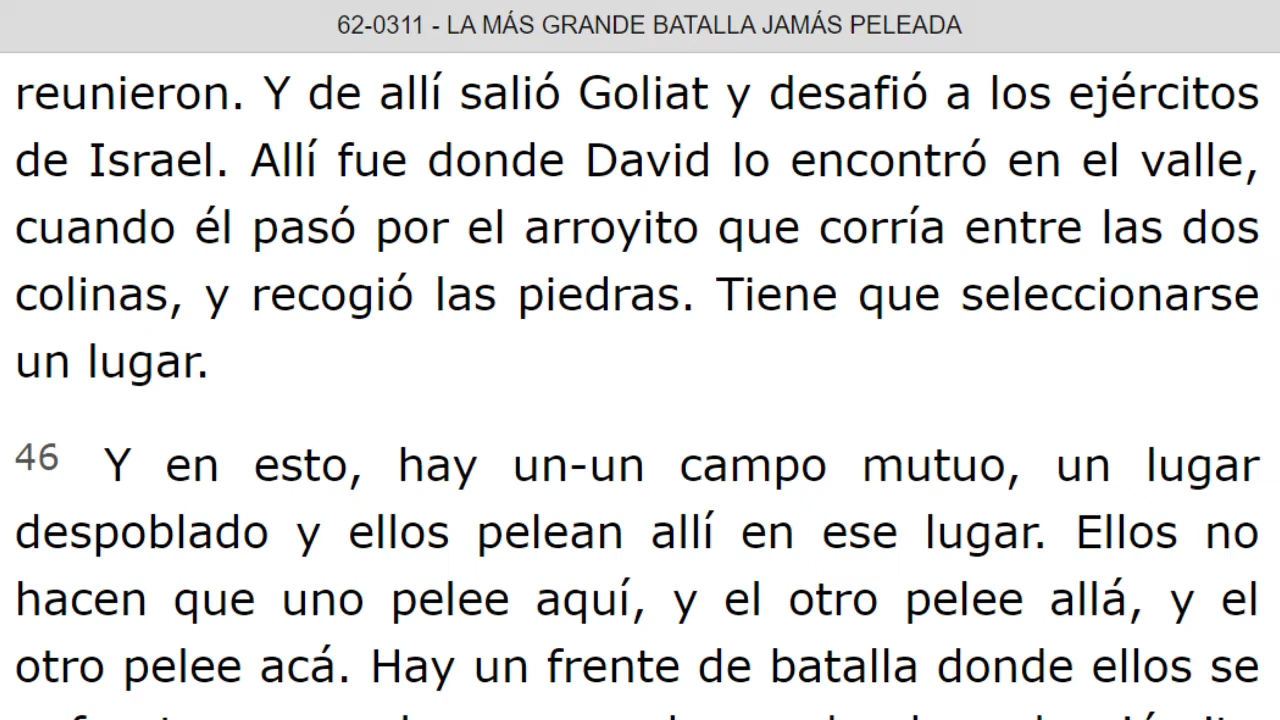 62-0311 - LA MÁS GRANDE BATALLA JAMÁS PELEADA
reunieron. Y de allí salió Goliat y desafió a los ejércitos
de Israel. Allí fue donde David lo encontró en el valle,
cuando él pasó por el arroyito que corría entre las dos
colinas, y recogió las piedras. Tiene que seleccionarse
un lugar.
46 Y en esto, hay un-un campo mutuo, un lugar
despoblado y ellos pelean allí en ese lugar. Ellos no
hacen que uno pelee aquí, y el otro pelee allá, y el
otro pelee acá. Hay un frente de batalla donde ellos se